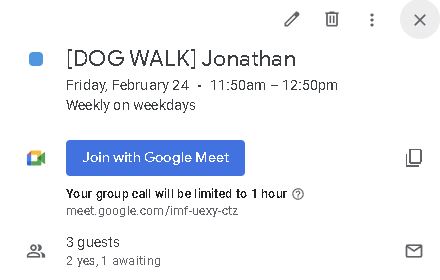 [DOG WALK] Jonathan
Friday, February 24 • 11:50am – 12:50pm
Weekly on weekdays
Join with Google Meet
Your group call will be limited to 1 hour
meet.google.com/imf-uexy-ctz
3 guests
2 yes, 1 awaiting